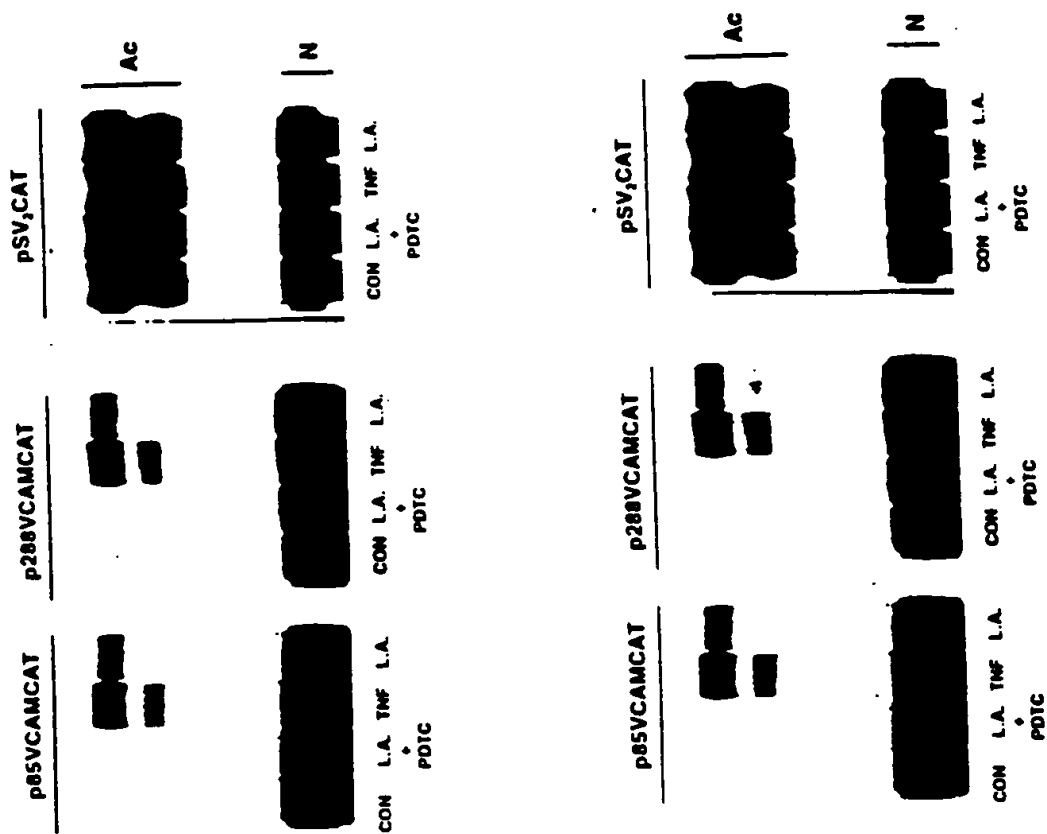 p85VCAMCAT
p288VCAMCAT
pSV₂CAT
Ac
N
CON L.A. TNF L.A.
+
PDTC
CON L.A. TNF L.A.
+
PDTC
CON L.A. TNF L.A.
+
PDTC
p85VCAMCAT
p288VCAMCAT
pSV₂CAT
Ac
N
CON L.A. TNF L.A.
+
PDTC
CON L.A. TNF L.A.
+
PDTC
CON L.A. TNF L.A.
+
PDTC